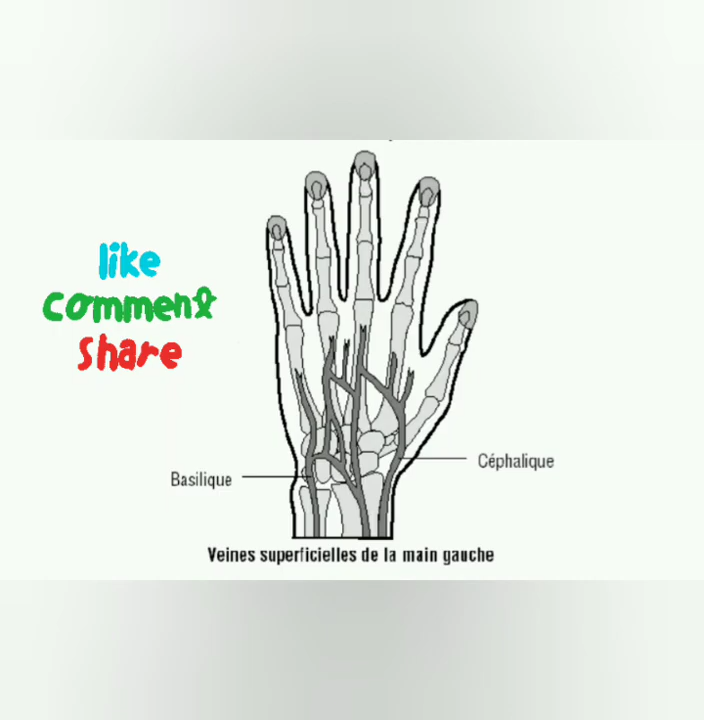 like
comment
share
Céphalique
Basilique
Veines superficielles de la main gauche